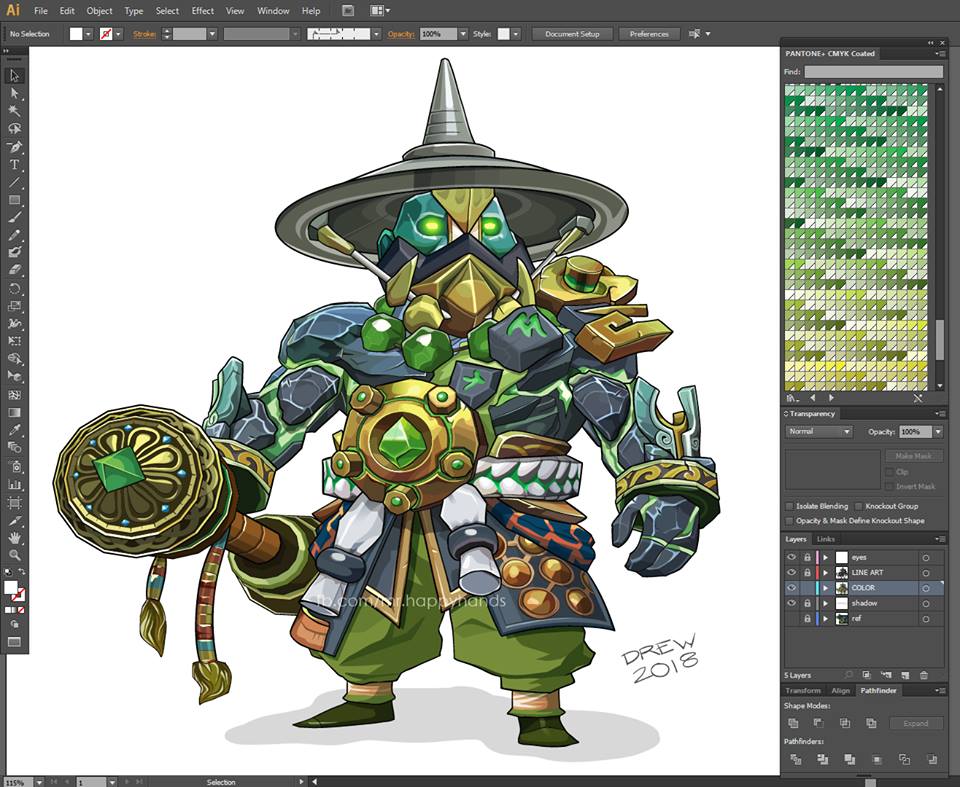 Ai File Edit Object Type Select Effect View Window Help
No Selection Stroke: Opacity: 100% Style: Document Setup Preferences
PANTONE+ CMYK Coated
Find:
Transparency
Normal Opacity: 100%
Make Mask
Clip
Invert Mask
Isolate Blending Knockout Group
Opacity & Mask Define Knockout Shape
Layers Links
eyes
LINE ART
COLOR
shadow
ref
5 Layers
Transform Align Pathfinder
Shape Modes:
Expand
Pathfinders:
fb.com/mr.happyhands
DREW
2018
115% 1 Selection